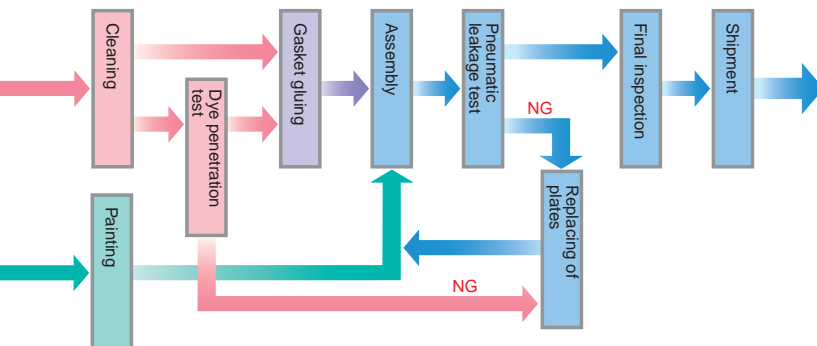 Cleaning
Dye penetration
test
Gasket gluing
Assembly
Pneumatic
leakage test
NG
Replacing of
plates
Final inspection
Shipment
Painting
NG